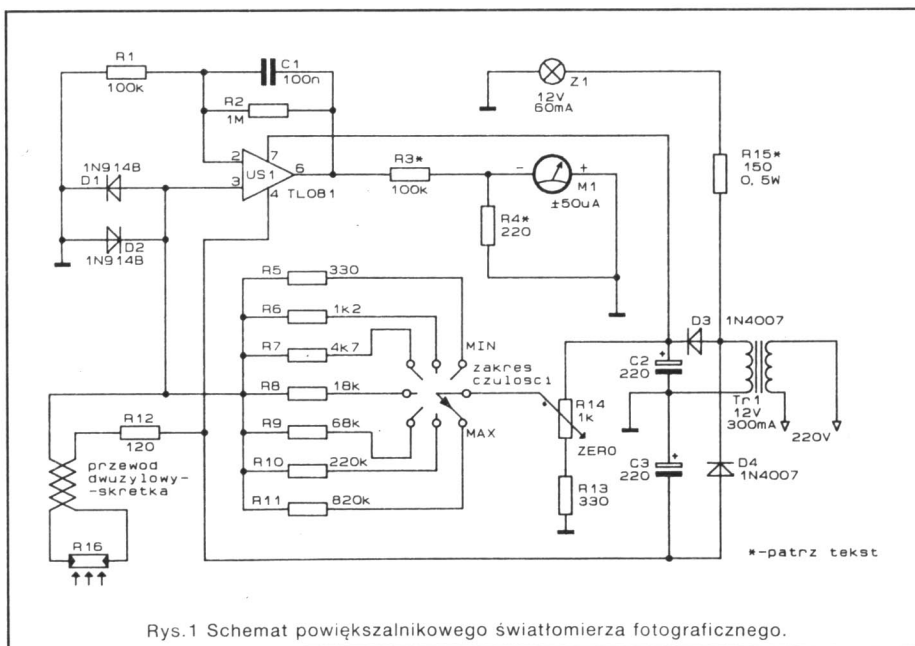 R1
100k
C1
100n
R2
1M
1N914B
D1
D2
1N914B
2
3
7
4
6
US1
TL081
R3*
100k
-
+
M1
±50uA
R4*
220
Z1
12V
60mA
R15*
150
0,5W
R5
330
R6
1k2
R7
4k7
R8
18k
R9
68k
R10
220k
R11
820k
MIN
zakres
czulosci
MAX
R14
1k
ZERO
R13
330
D3
1N4007
C2
220
+
Tr1
12V
300mA
220V
C3
220
+
D4
1N4007
R12
120
przewod
dwuzylowy-
-skretka
R16
*-patrz tekst
Rys.1 Schemat powiększalnikowego światłomierza fotograficznego.